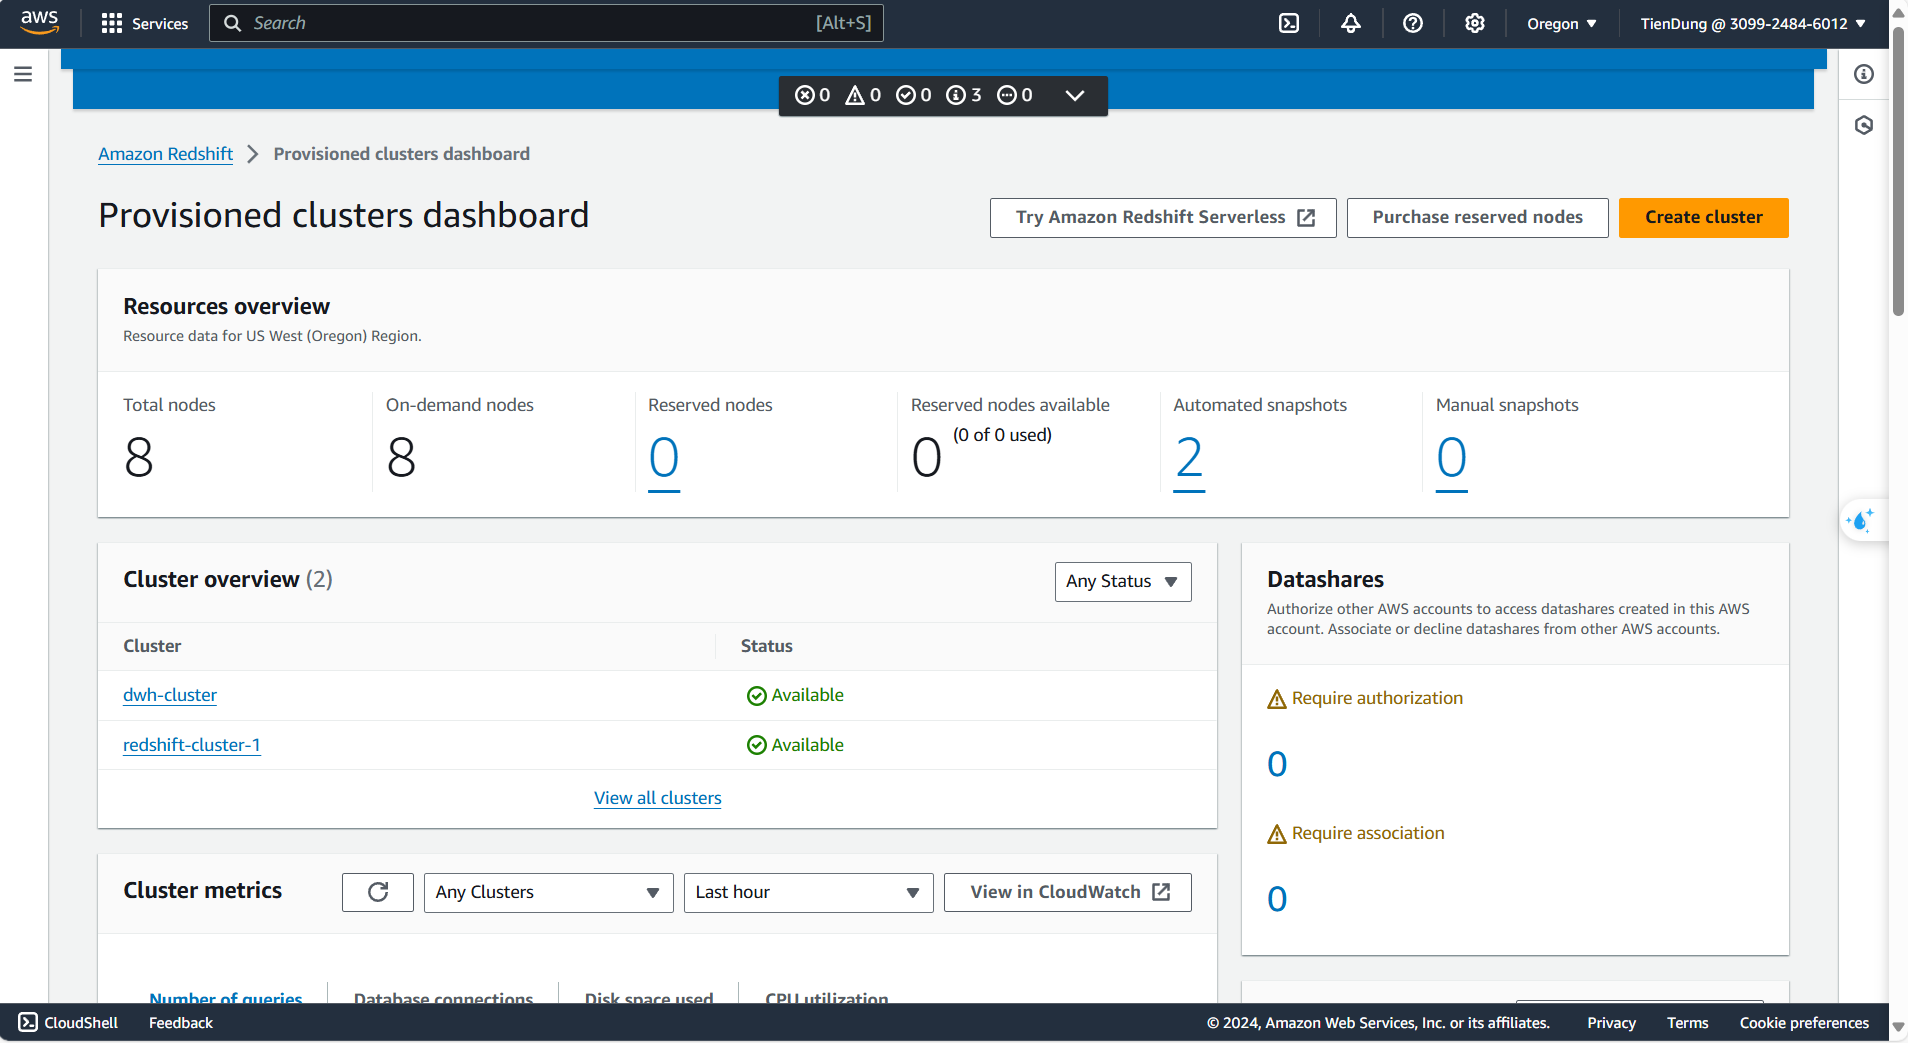 aws
Services
Search
[Alt+S]
Oregon
TienDung @ 3099-2484-6012
0 0 0 3 0
Amazon Redshift
Provisioned clusters dashboard
Provisioned clusters dashboard
Try Amazon Redshift Serverless
Purchase reserved nodes
Create cluster
Resources overview
Resource data for US West (Oregon) Region.
Total nodes
8
On-demand nodes
8
Reserved nodes
0
Reserved nodes available
0 (0 of 0 used)
Automated snapshots
2
Manual snapshots
0
Cluster overview (2)
Any Status
Cluster
Status
dwh-cluster
Available
redshift-cluster-1
Available
View all clusters
Datashares
Authorize other AWS accounts to access datashares created in this AWS
account. Associate or decline datashares from other AWS accounts.
Require authorization
0
Require association
0
Cluster metrics
Any Clusters
Last hour
View in CloudWatch
Number of queries
Database connections
Disk space used
CPU utilization
CloudShell
Feedback
© 2024, Amazon Web Services, Inc. or its affiliates.
Privacy
Terms
Cookie preferences